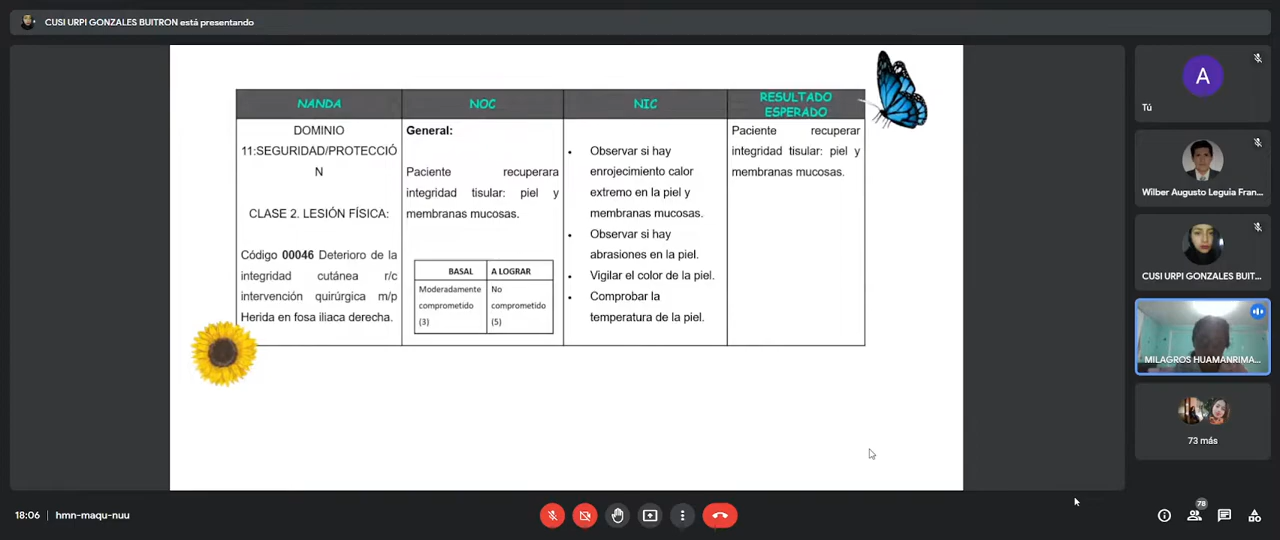 CUSI URPI GONZALES BUITRON está presentando
NANDA
NOC
NIC
RESULTADO
ESPERADO
DOMINIO
11:SEGURIDAD/PROTECCIÓ
N
CLASE 2. LESIÓN FÍSICA:
Código 00046 Deterioro de la
integridad cutánea r/c
intervención quirúrgica m/p
Herida en fosa iliaca derecha.
General:
Paciente recuperara
integridad tisular: piel y
membranas mucosas.
BASAL
A LOGRAR
Moderadamente
comprometido
(3)
No
comprometido
(5)
• Observar si hay
enrojecimiento calor
extremo en la piel y
membranas mucosas.
• Observar si hay
abrasiones en la piel.
• Vigilar el color de la piel.
• Comprobar la
temperatura de la piel.
Paciente recuperar
integridad tisular: piel y
membranas mucosas.
A
Tú
Wilber Augusto Leguia Fran...
CUSI URPI GONZALES BUIT...
MILAGROS HUAMANRIMA...
73 más
18:06 | hmn-maqu-nuu
78